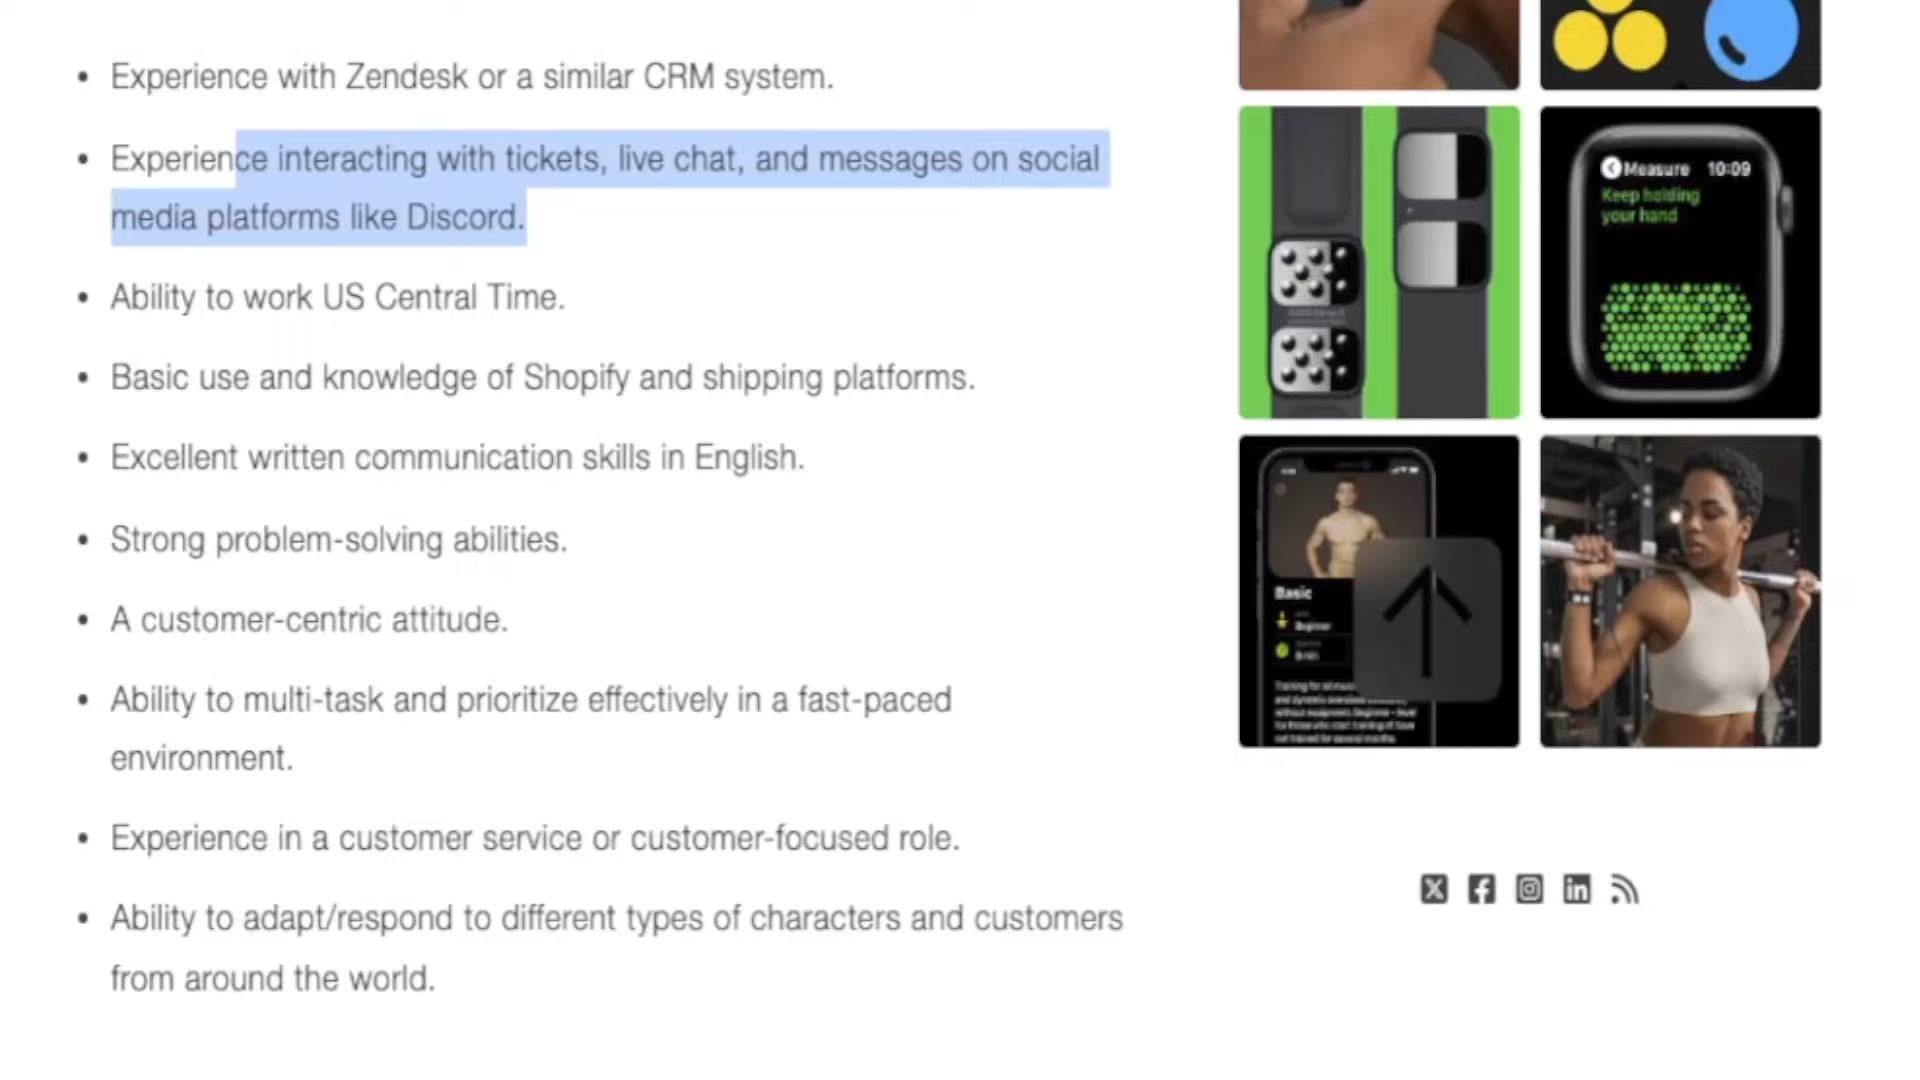 • Experience with Zendesk or a similar CRM system.
• Experience interacting with tickets, live chat, and messages on social
media platforms like Discord.
• Ability to work US Central Time.
• Basic use and knowledge of Shopify and shipping platforms.
• Excellent written communication skills in English.
• Strong problem-solving abilities.
• A customer-centric attitude.
• Ability to multi-task and prioritize effectively in a fast-paced
environment.
• Experience in a customer service or customer-focused role.
• Ability to adapt/respond to different types of characters and customers
from around the world.
Measure 10:09
Keep holding
your hand
Basic
Beginner